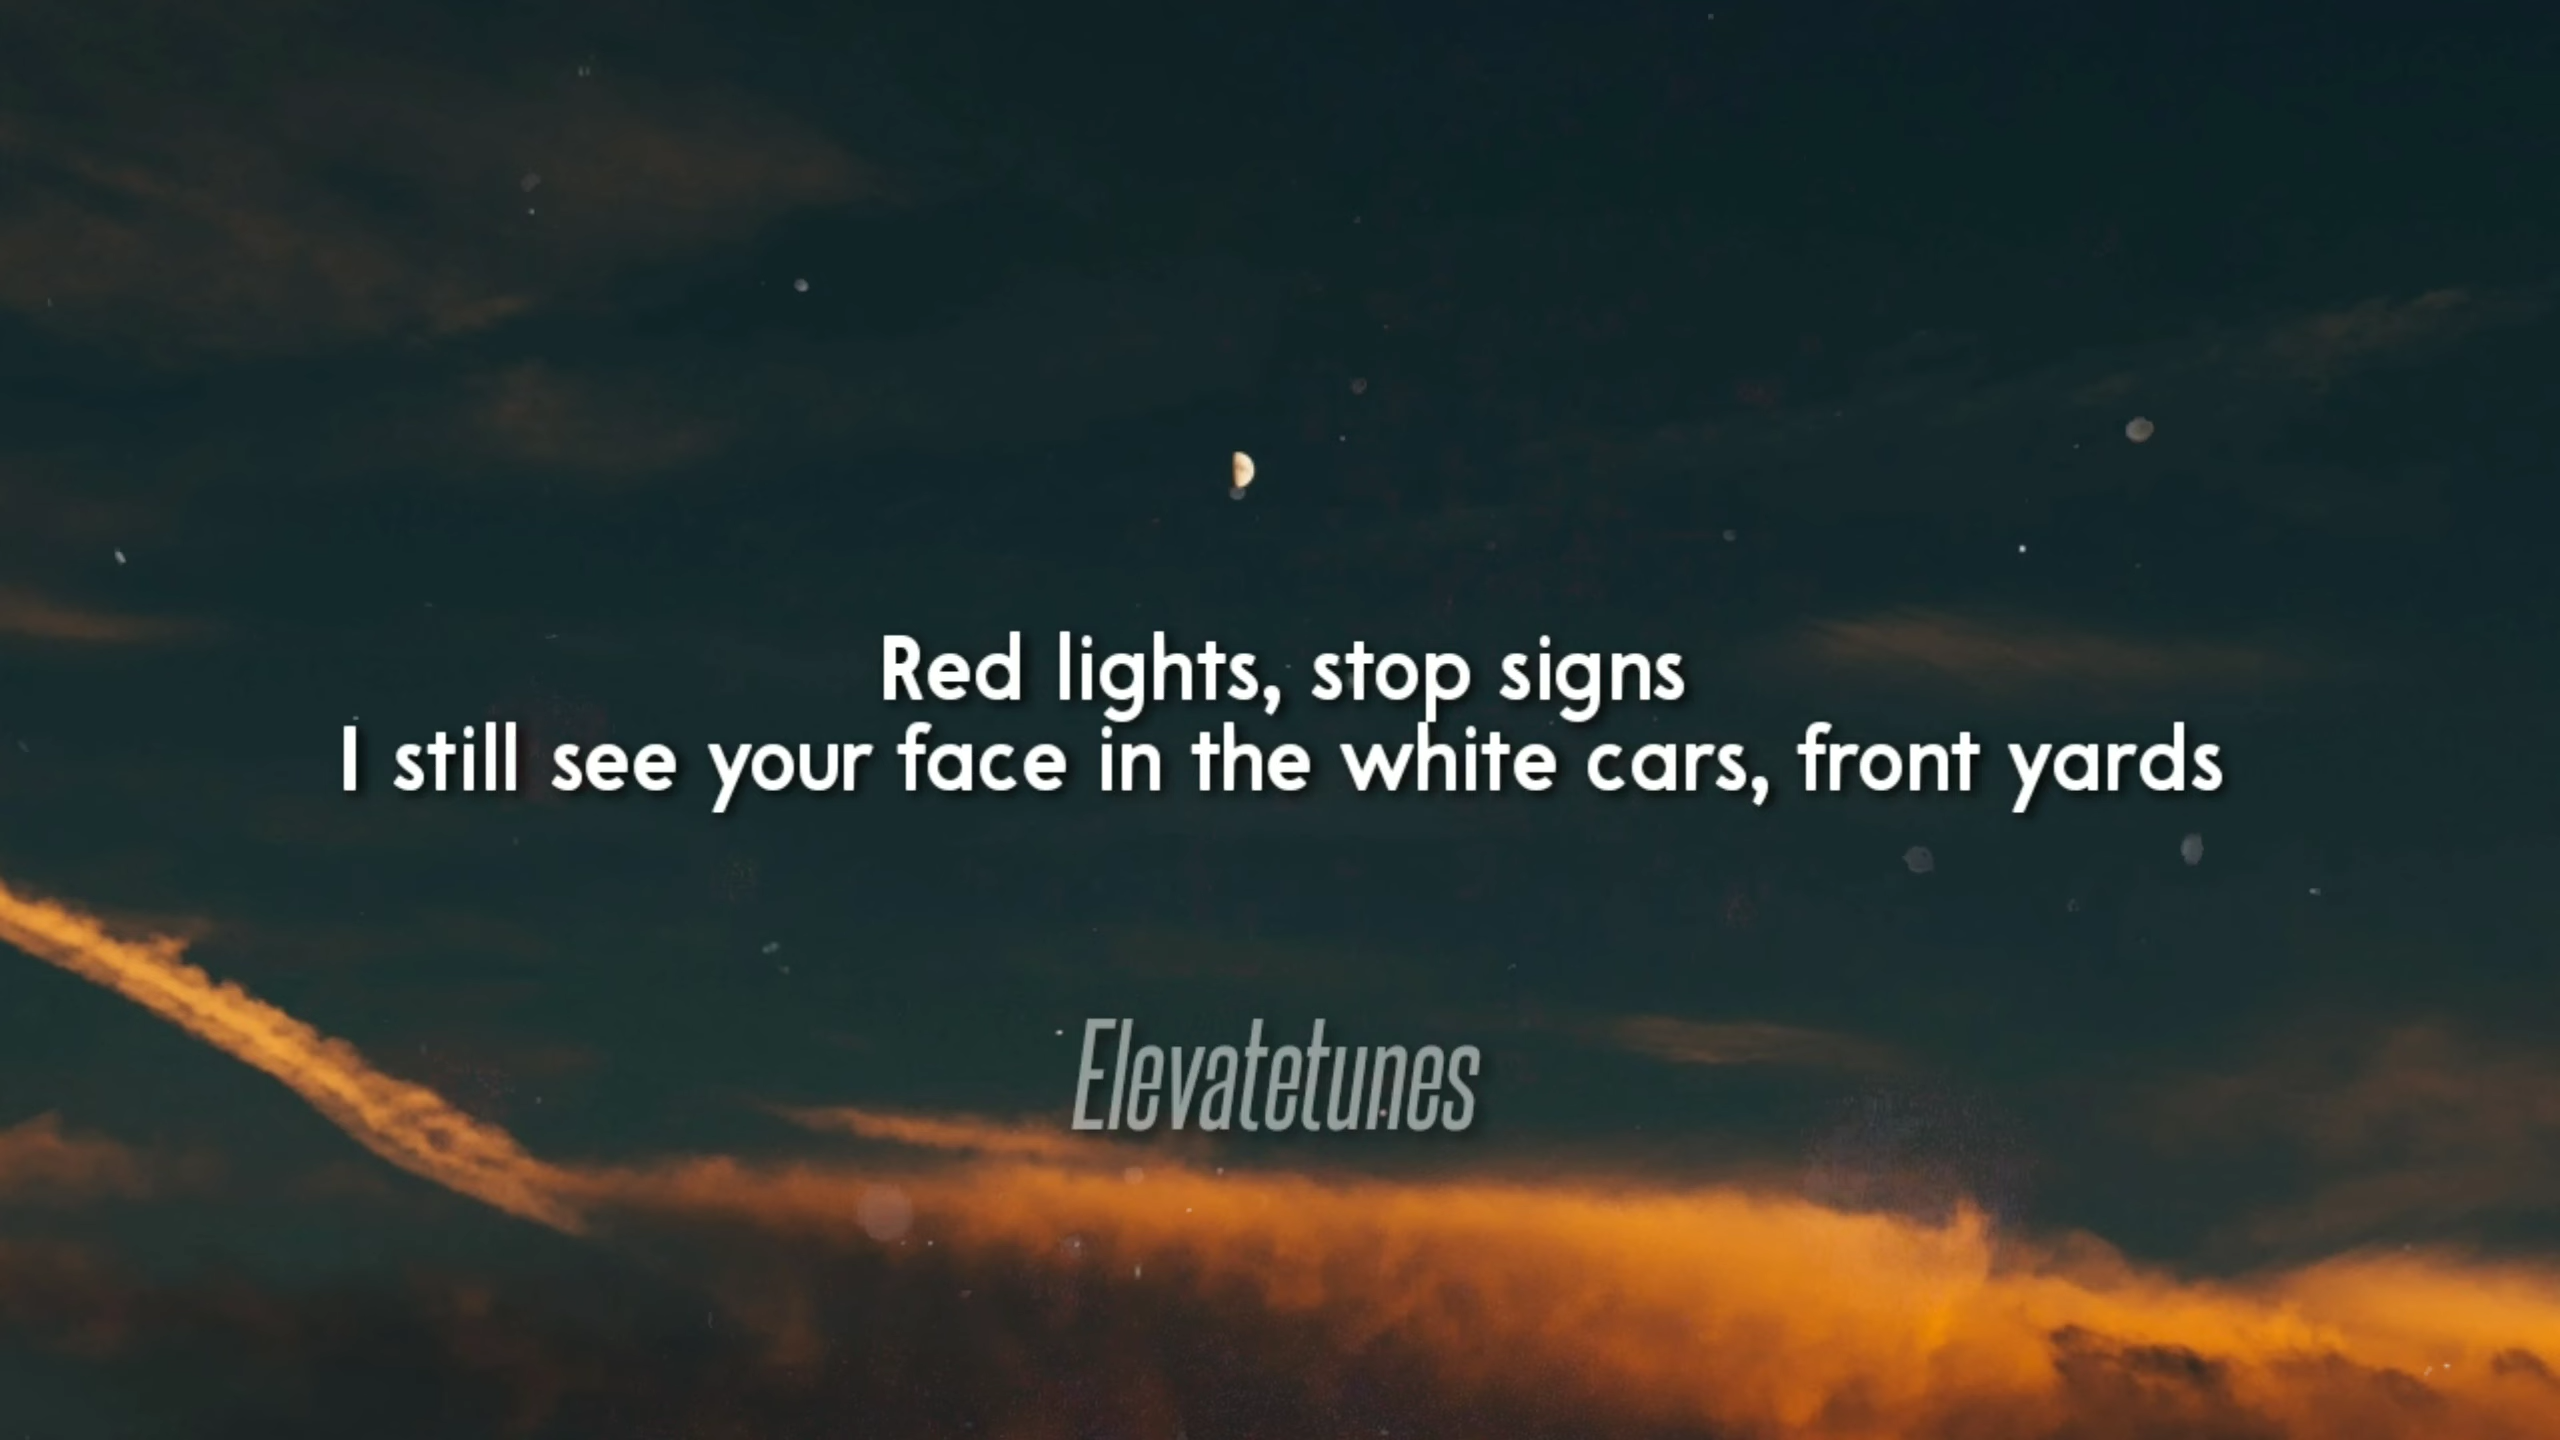 Red lights, stop signs
I still see your face in the white cars, front yards
Elevatetunes